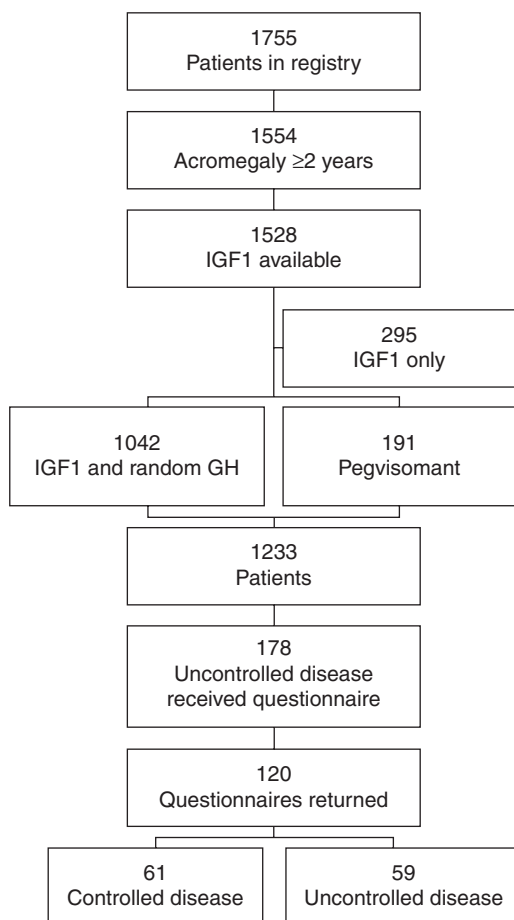 1755
Patients in registry
1554
Acromegaly ≥2 years
1528
IGF1 available
295
IGF1 only
1042
IGF1 and random GH
191
Pegvisomant
1233
Patients
178
Uncontrolled disease
received questionnaire
120
Questionnaires returned
61
Controlled disease
59
Uncontrolled disease